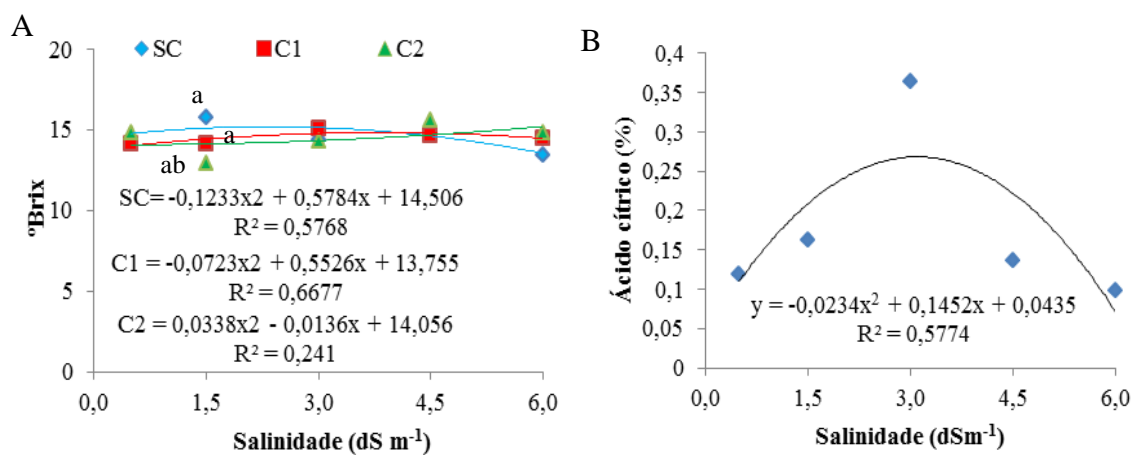 A
SC C1 C2
20
15
10
5
0
a
a
ab
SC= -0,1233x2 + 0,5784x + 14,506
R² = 0,5768
C1 = -0,0723x2 + 0,5526x + 13,755
R² = 0,6677
C2 = 0,0338x2 - 0,0136x + 14,056
R² = 0,241
ºBrix
0,0 1,5 3,0 4,5 6,0
Salinidade (dS m⁻¹)
B
0,4
0,35
0,3
0,25
0,2
0,15
0,1
0,05
0
y = -0,0234x² + 0,1452x + 0,0435
R² = 0,5774
Ácido cítrico (%)
0,0 1,5 3,0 4,5 6,0
Salinidade (dSm⁻¹)